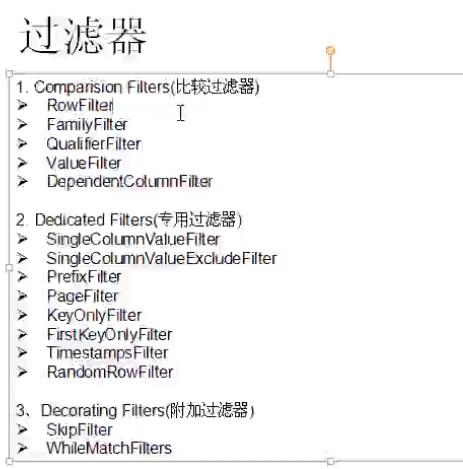 过滤器
1. Comparision Filters(比较过滤器)
➢ RowFilter
➢ FamilyFilter
➢ QualifierFilter
➢ ValueFilter
➢ DependentColumnFilter
2. Dedicated Filters(专用过滤器)
➢ SingleColumnValueFilter
➢ SingleColumnValueExcludeFilter
➢ PrefixFilter
➢ PageFilter
➢ KeyOnlyFilter
➢ FirstKeyOnlyFilter
➢ TimestampsFilter
➢ RandomRowFilter
3、Decorating Filters(附加过滤器)
➢ SkipFilter
➢ WhileMatchFilters